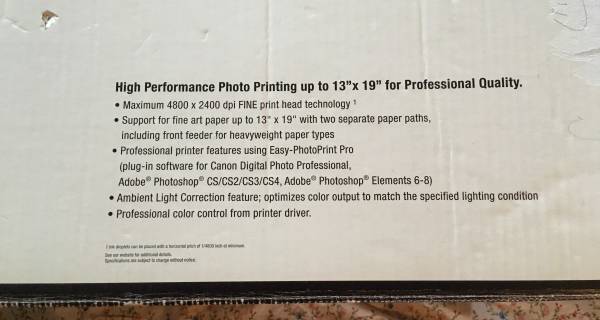 High Performance Photo Printing up to 13”x 19” for Professional Quality.
• Maximum 4800 x 2400 dpi FINE print head technology ¹
• Support for fine art paper up to 13" x 19" with two separate paper paths,
including front feeder for heavyweight paper types
• Professional printer features using Easy-PhotoPrint Pro
(plug-in software for Canon Digital Photo Professional,
Adobe® Photoshop® CS/CS2/CS3/CS4, Adobe® Photoshop® Elements 6-8)
• Ambient Light Correction feature; optimizes color output to match the specified lighting condition
• Professional color control from printer driver.
1 Ink droplets can be placed with a horizontal pitch of 1/4800 inch at minimum.
See our website for additional details.
Specifications are subject to change without notice.